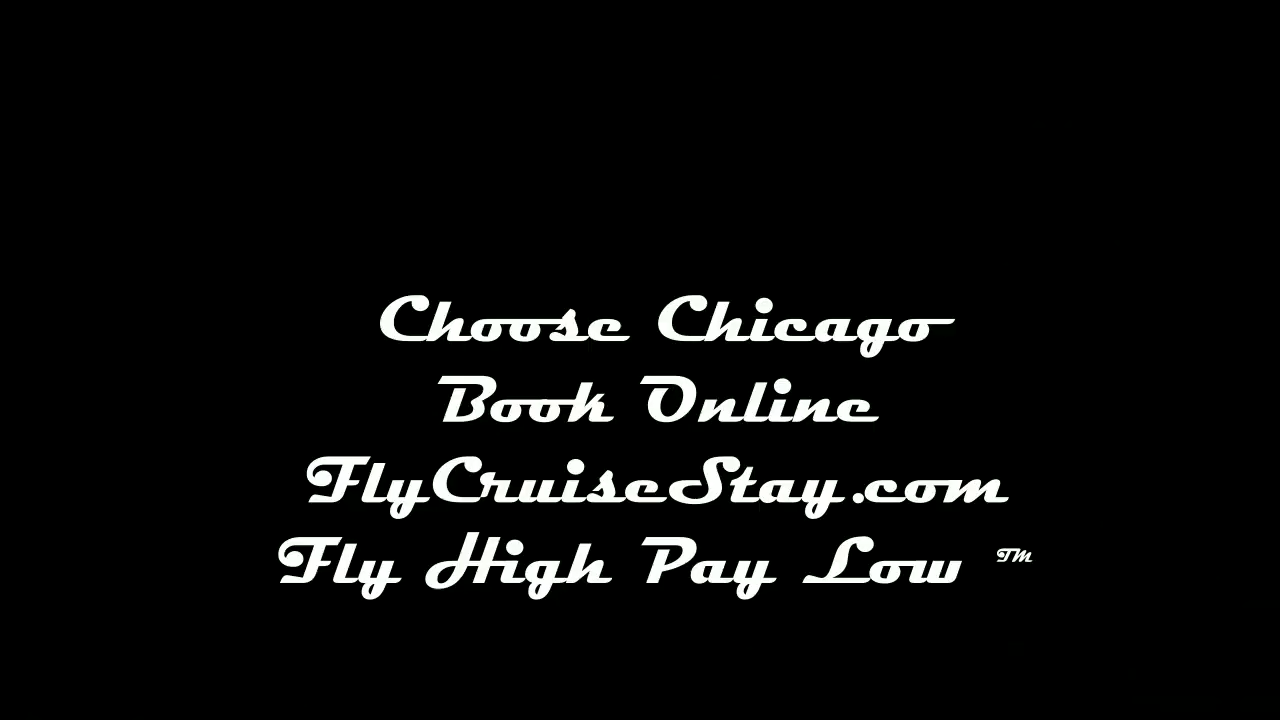 Choose Chicago
Book Online
FlyCruiseStay.com
Fly High Pay Low ™